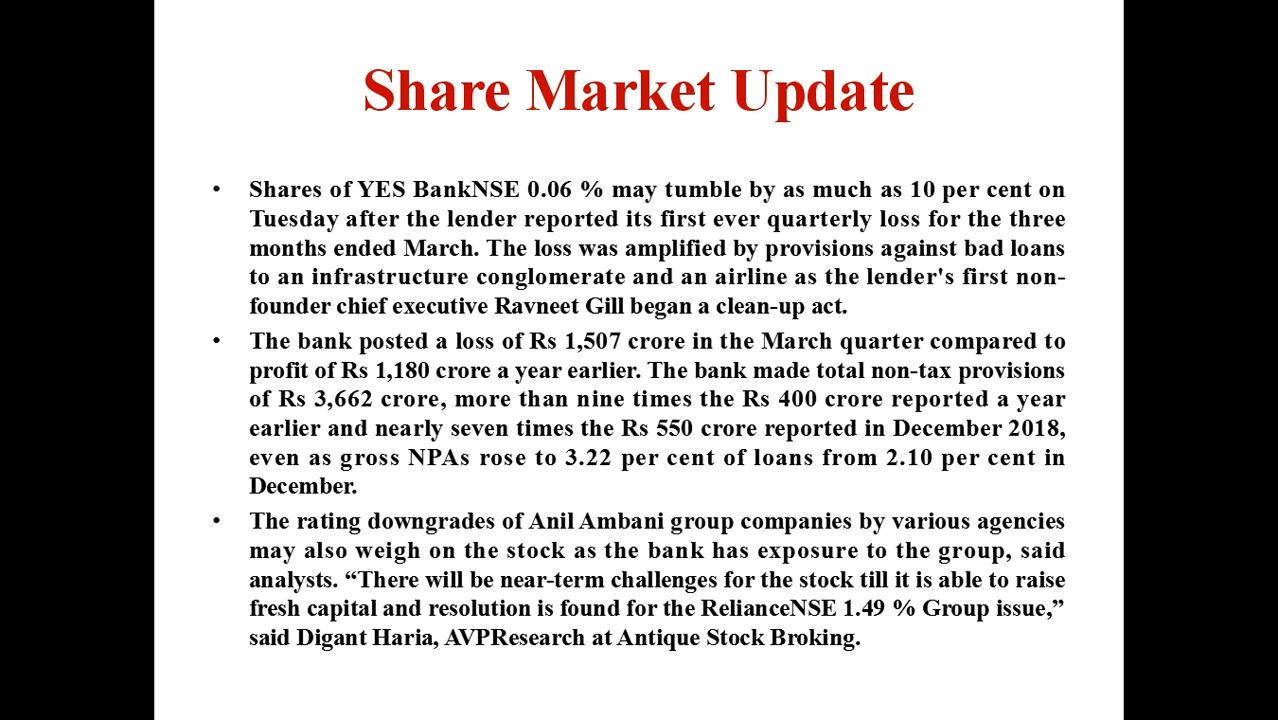 Share Market Update
• Shares of YES BankNSE 0.06 % may tumble by as much as 10 per cent on
Tuesday after the lender reported its first ever quarterly loss for the three
months ended March. The loss was amplified by provisions against bad loans
to an infrastructure conglomerate and an airline as the lender's first non-
founder chief executive Ravneet Gill began a clean-up act.
• The bank posted a loss of Rs 1,507 crore in the March quarter compared to
profit of Rs 1,180 crore a year earlier. The bank made total non-tax provisions
of Rs 3,662 crore, more than nine times the Rs 400 crore reported a year
earlier and nearly seven times the Rs 550 crore reported in December 2018,
even as gross NPAs rose to 3.22 per cent of loans from 2.10 per cent in
December.
• The rating downgrades of Anil Ambani group companies by various agencies
may also weigh on the stock as the bank has exposure to the group, said
analysts. “There will be near-term challenges for the stock till it is able to raise
fresh capital and resolution is found for the RelianceNSE 1.49 % Group issue,”
said Digant Haria, AVPResearch at Antique Stock Broking.